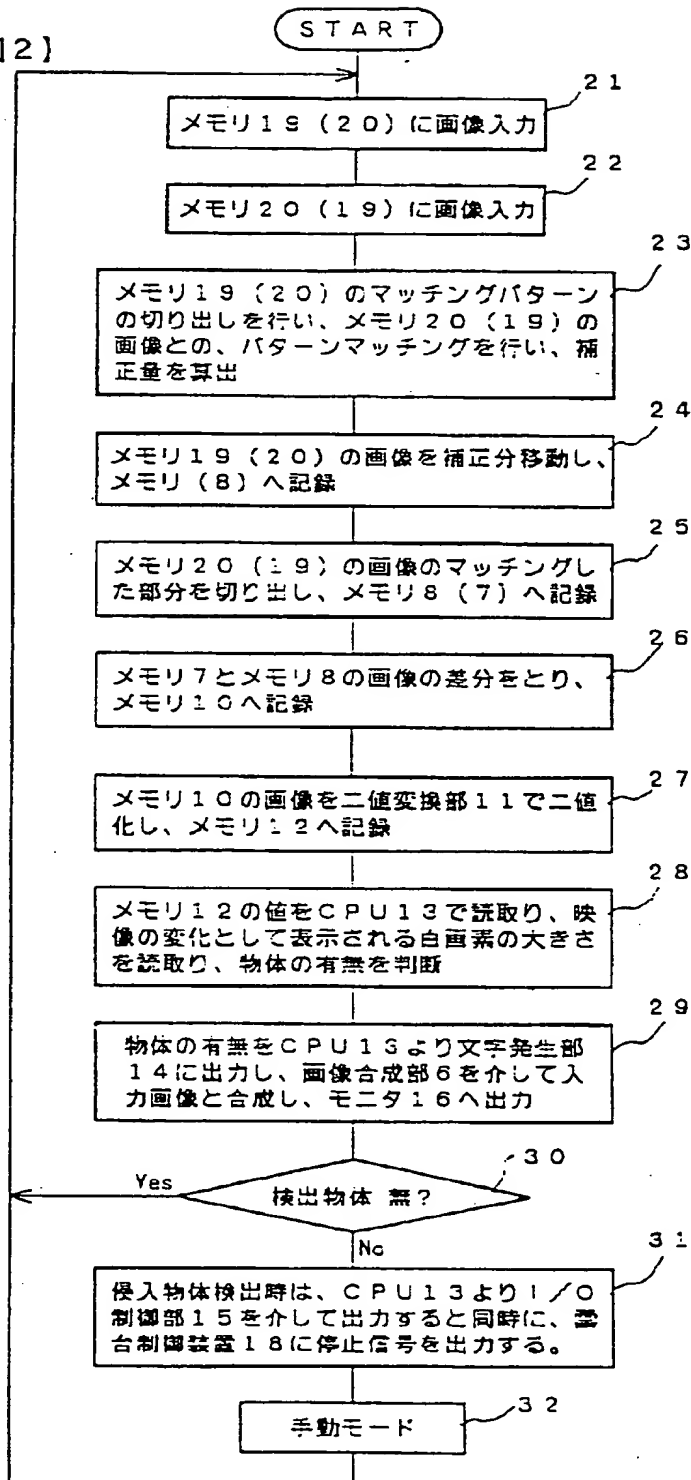 ２】
ＳＴＡＲＴ
２１
メモリ１９（２０）に画像入力
２２
メモリ２０（１９）に画像入力
２３
メモリ１９（２０）のマッチングパターン
の切り出しを行い、メモリ２０（１９）の
画像との、パターンマッチングを行い、補
正量を算出
２４
メモリ１９（２０）の画像を補正分移動し、
メモリ（８）へ記録
２５
メモリ２０（１９）の画像のマッチングし
た部分を切り出し、メモリ８（７）へ記録
２６
メモリ７とメモリ８の画像の差分をとり、
メモリ１０へ記録
２７
メモリ１０の画像を二値変換部１１で二値
化し、メモリ１２へ記録
２８
メモリ１２の値をＣＰＵ１３で読取り、映
像の変化として表示される白画素の大きさ
を読取り、物体の有無を判断
２９
物体の有無をＣＰＵ１３より文字発生部
１４に出力し、画像合成部６を介して入
力画像と合成し、モニタ１６へ出力
３０
Yes
検出物体 無？
No
３１
侵入物体検出時は、ＣＰＵ１３よりＩ／Ｏ
制御部１５を介して出力すると同時に、雲
台制御装置１８に停止信号を出力する。
３２
手動モード